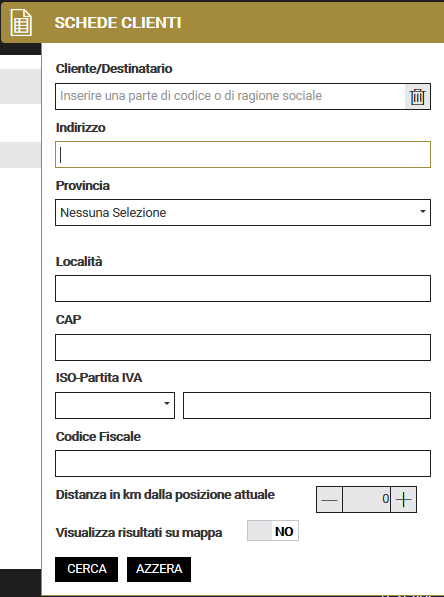 SCHEDE CLIENTI
Cliente/Destinatario
Inserire una parte di codice o di ragione sociale
Indirizzo
Provincia
Nessuna Selezione
Località
CAP
ISO-Partita IVA
Codice Fiscale
Distanza in km dalla posizione attuale
— 0 +
Visualizza risultati su mappa NO
CERCA AZZERA